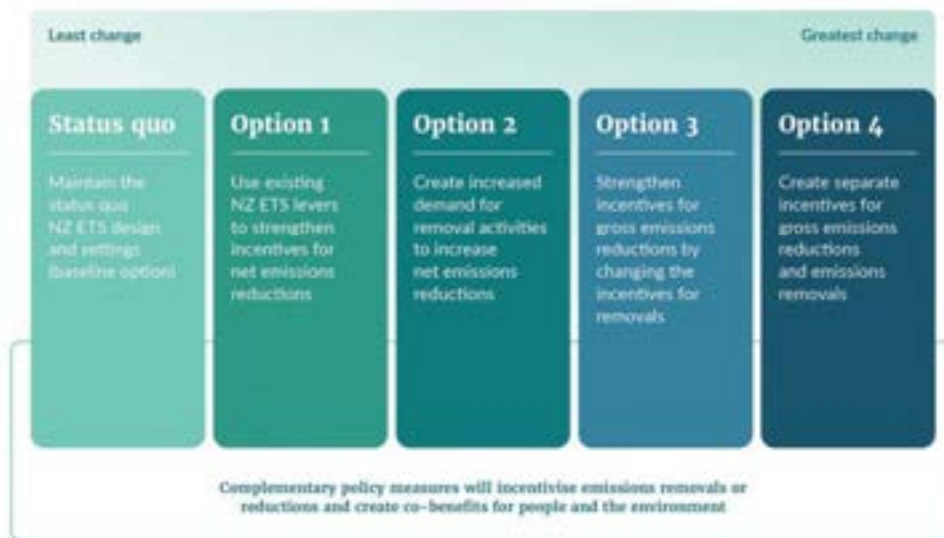 Least change
Greatest change
Status quo
Maintain the
status quo
NZ ETS design
and settings
(baseline option)
Option 1
Use existing
NZ ETS levers
to strengthen
incentives for
net emissions
reductions
Option 2
Create increased
demand for
removal activities
to increase
net emissions
reductions
Option 3
Strengthen
incentives for
gross emissions
reductions by
changing the
incentives for
removals
Option 4
Create separate
incentives for
gross emissions
reductions
and emissions
removals
Complementary policy measures will incentivise emissions removals or
reductions and create co-benefits for people and the environment